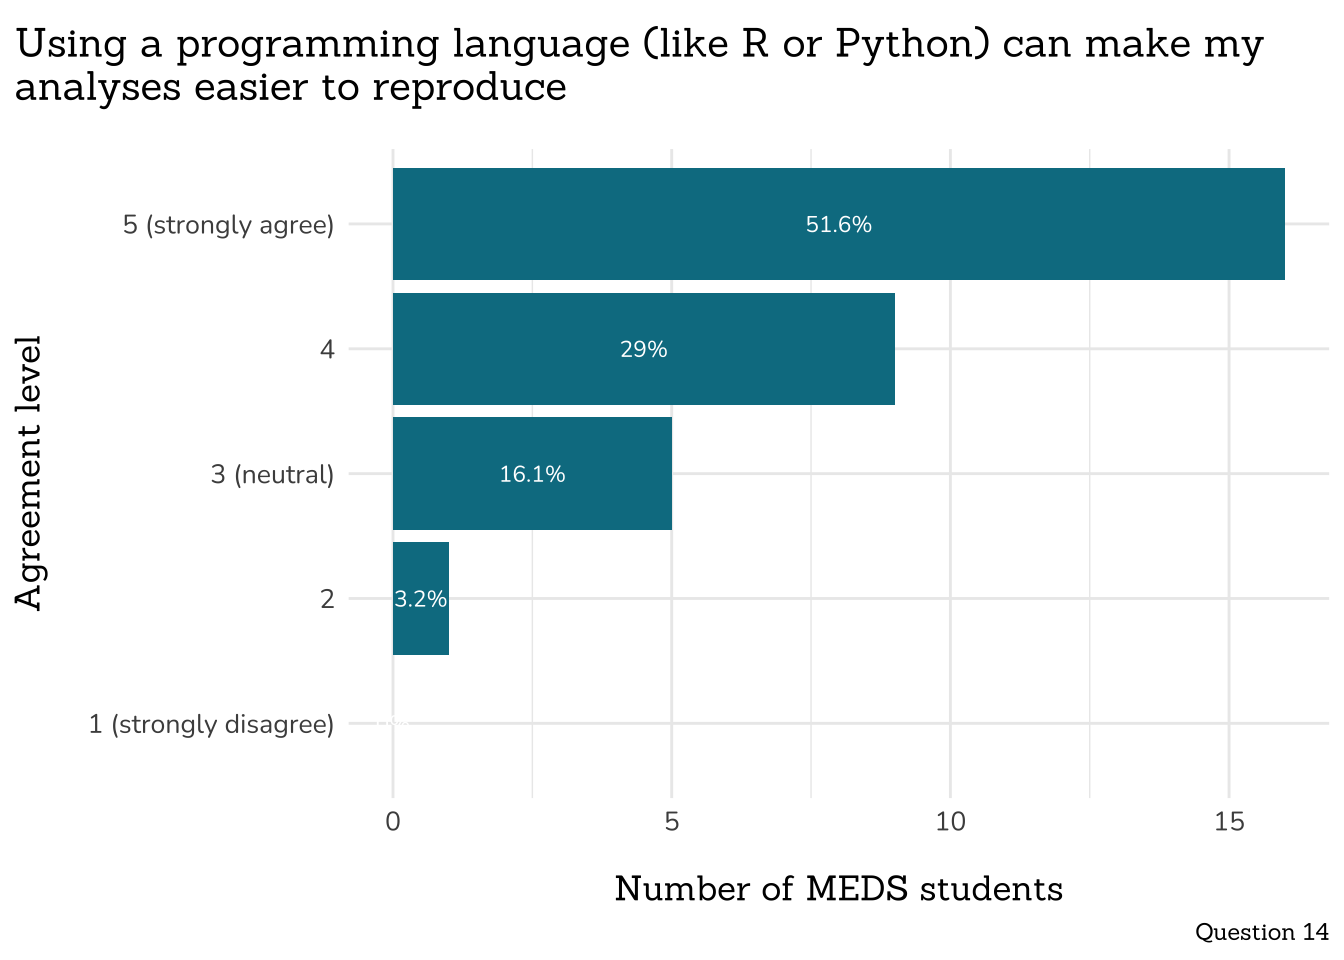 Using a programming language (like R or Python) can make my
analyses easier to reproduce
Agreement level
5 (strongly agree)
51.6%
4
29%
3 (neutral)
16.1%
2
3.2%
1 (strongly disagree)
0
5
10
15
Number of MEDS students
Question 14